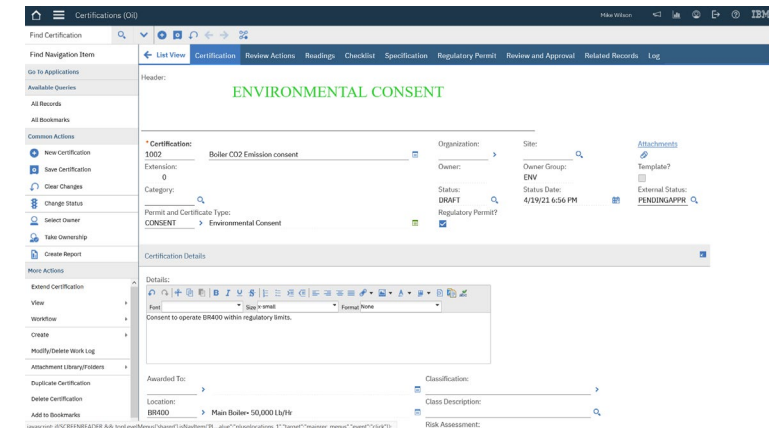 Certifications (Oil)
Mike Wilson
IBM
Find Certification
Find Navigation Item
List View Certification Review Actions Readings Checklist Specification Regulatory Permit Review and Approval Related Records Log
Go To Applications
Available Queries
All Records
All Bookmarks
Common Actions
New Certification
Save Certification
Clear Changes
Change Status
Select Owner
Take Ownership
Create Report
More Actions
Extend Certification
View
Workflow
Create
Modify/Delete Work Log
Attachment Library/Folders
Duplicate Certification
Delete Certification
Add to Bookmarks
Header:
ENVIRONMENTAL CONSENT
* Certification:
1002 Boiler CO2 Emission consent
Organization:
Site:
Attachments
Extension:
0
Owner:
Owner Group:
ENV
Template?
Category:
Status:
DRAFT
Status Date:
4/19/21 6:56 PM
External Status:
PENDINGAPPR
Permit and Certificate Type:
CONSENT Environmental Consent
Regulatory Permit?
Certification Details
Details:
Font Size x-small Format None
Consent to operate BR400 within regulatory limits.
Awarded To:
Classification:
Location:
BR400 Main Boiler- 50,000 Lb/Hr
Class Description:
Risk Assessment: